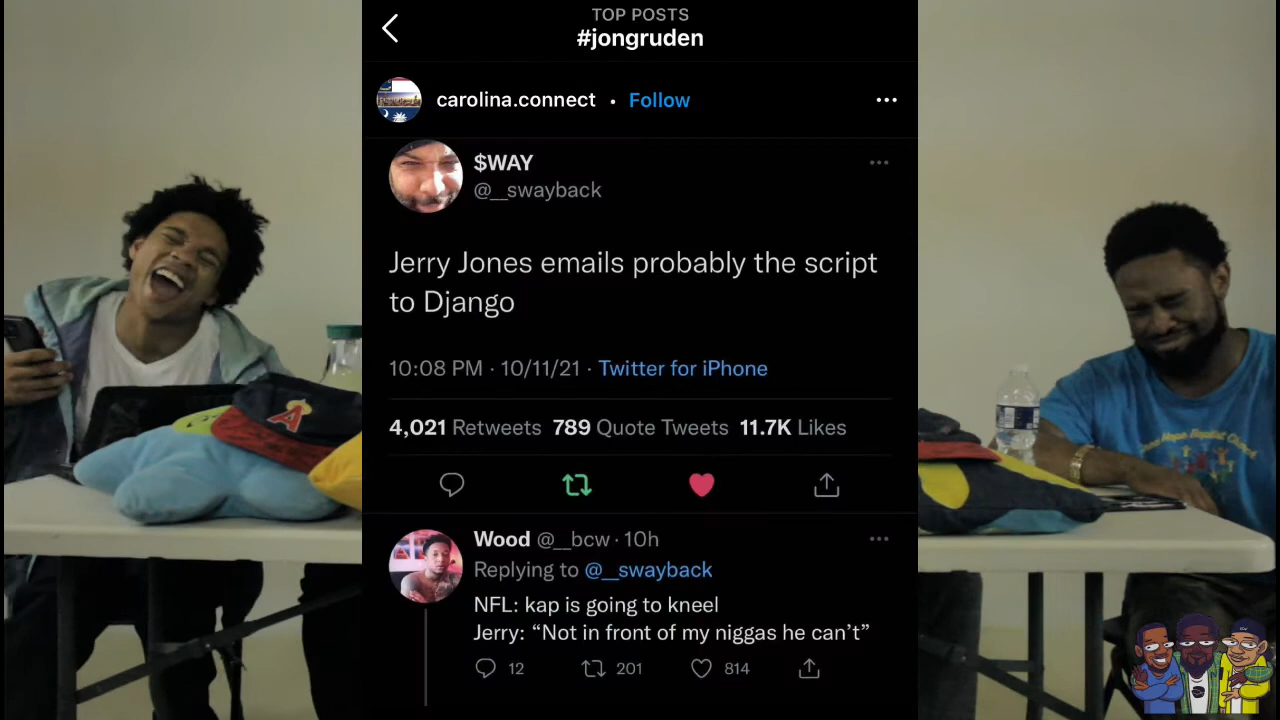 TOP POSTS
#jongruden
carolina.connect • Follow
$WAY
@__swayback
Jerry Jones emails probably the script
to Django
10:08 PM · 10/11/21 · Twitter for iPhone
4,021 Retweets 789 Quote Tweets 11.7K Likes
Wood @__bcw · 10h
Replying to @__swayback
NFL: kap is going to kneel
Jerry: “Not in front of my niggas he can’t”
12 201 814
A
Hope Baptist Church